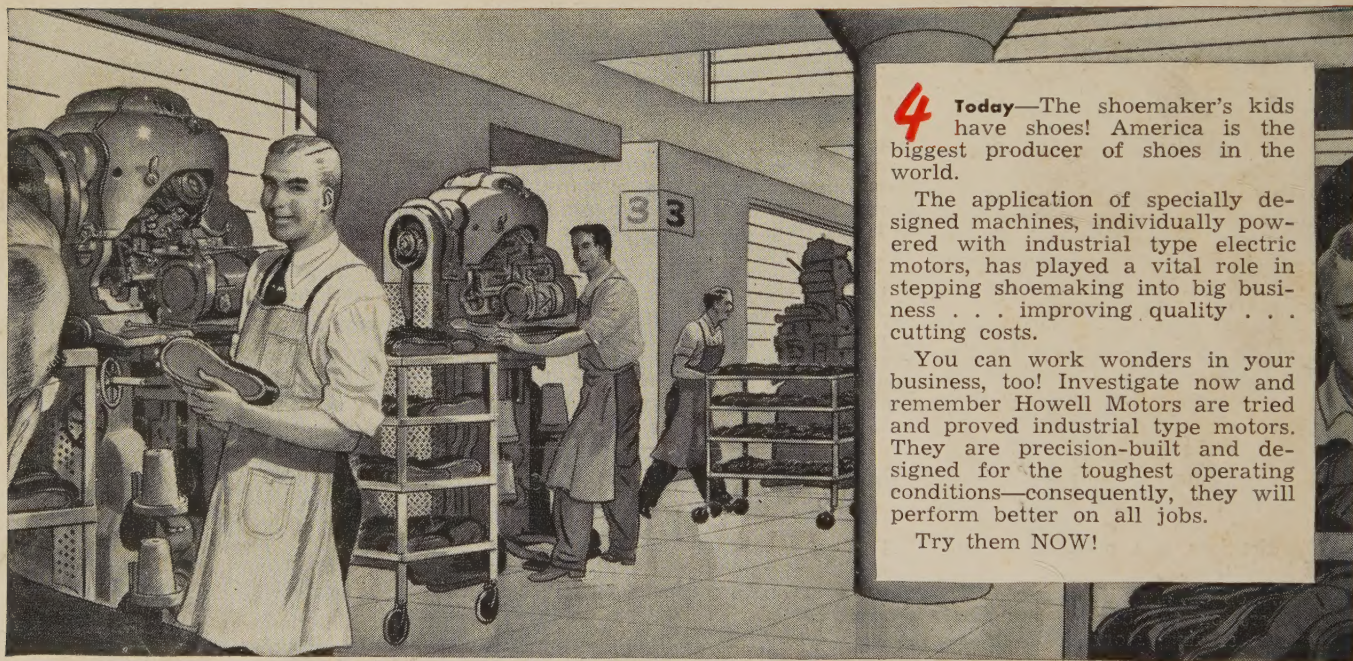 3 3
4 Today—The shoemaker's kids
have shoes! America is the
biggest producer of shoes in the
world.
The application of specially de-
signed machines, individually pow-
ered with industrial type electric
motors, has played a vital role in
stepping shoemaking into big busi-
ness . . . improving quality . . .
cutting costs.
You can work wonders in your
business, too! Investigate now and
remember Howell Motors are tried
and proved industrial type motors.
They are precision-built and de-
signed for the toughest operating
conditions—consequently, they will
perform better on all jobs.
Try them NOW!